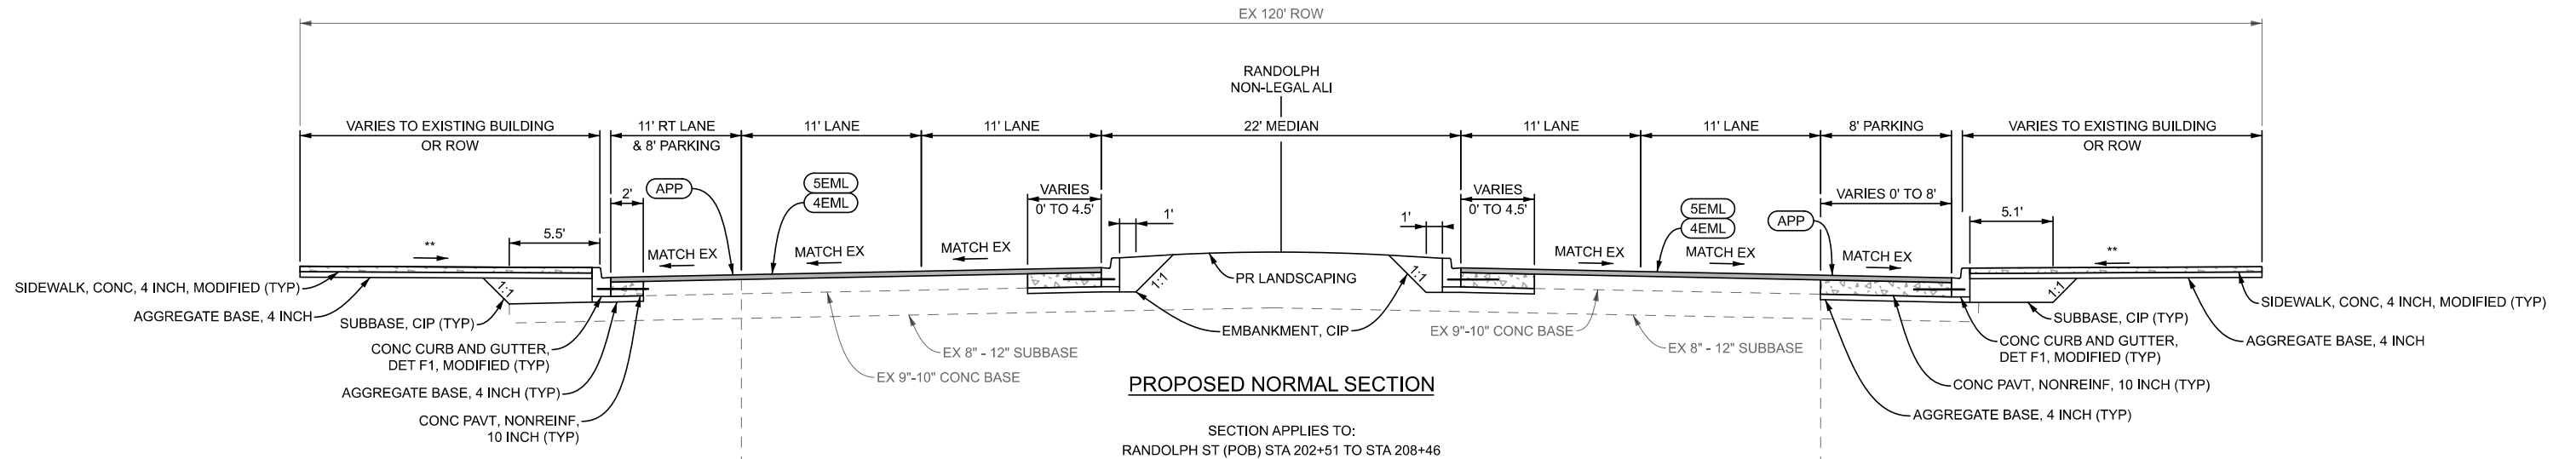 EX 120' ROW
RANDOLPH
NON-LEGAL ALI
VARIES TO EXISTING BUILDING
OR ROW
11' RT LANE
& 8' PARKING
11' LANE
11' LANE
22' MEDIAN
11' LANE
11' LANE
8' PARKING
VARIES TO EXISTING BUILDING
OR ROW
2'
APP
5EML
4EML
VARIES
0' TO 4.5'
1'
1'
VARIES
0' TO 4.5'
5EML
4EML
APP
VARIES 0' TO 8'
5.5'
5.1'
**
MATCH EX
MATCH EX
MATCH EX
MATCH EX
MATCH EX
MATCH EX
**
PR LANDSCAPING
1:1
1:1
1:1
1:1
SIDEWALK, CONC, 4 INCH, MODIFIED (TYP)
AGGREGATE BASE, 4 INCH
SUBBASE, CIP (TYP)
CONC CURB AND GUTTER,
DET F1, MODIFIED (TYP)
AGGREGATE BASE, 4 INCH (TYP)
CONC PAVT, NONREINF,
10 INCH (TYP)
EX 8" - 12" SUBBASE
EX 9"-10" CONC BASE
EMBANKMENT, CIP
EX 9"-10" CONC BASE
EX 8" - 12" SUBBASE
SIDEWALK, CONC, 4 INCH, MODIFIED (TYP)
SUBBASE, CIP (TYP)
CONC CURB AND GUTTER,
DET F1, MODIFIED (TYP)
AGGREGATE BASE, 4 INCH
CONC PAVT, NONREINF, 10 INCH (TYP)
AGGREGATE BASE, 4 INCH (TYP)
PROPOSED NORMAL SECTION
SECTION APPLIES TO:
RANDOLPH ST (POB) STA 202+51 TO STA 208+46